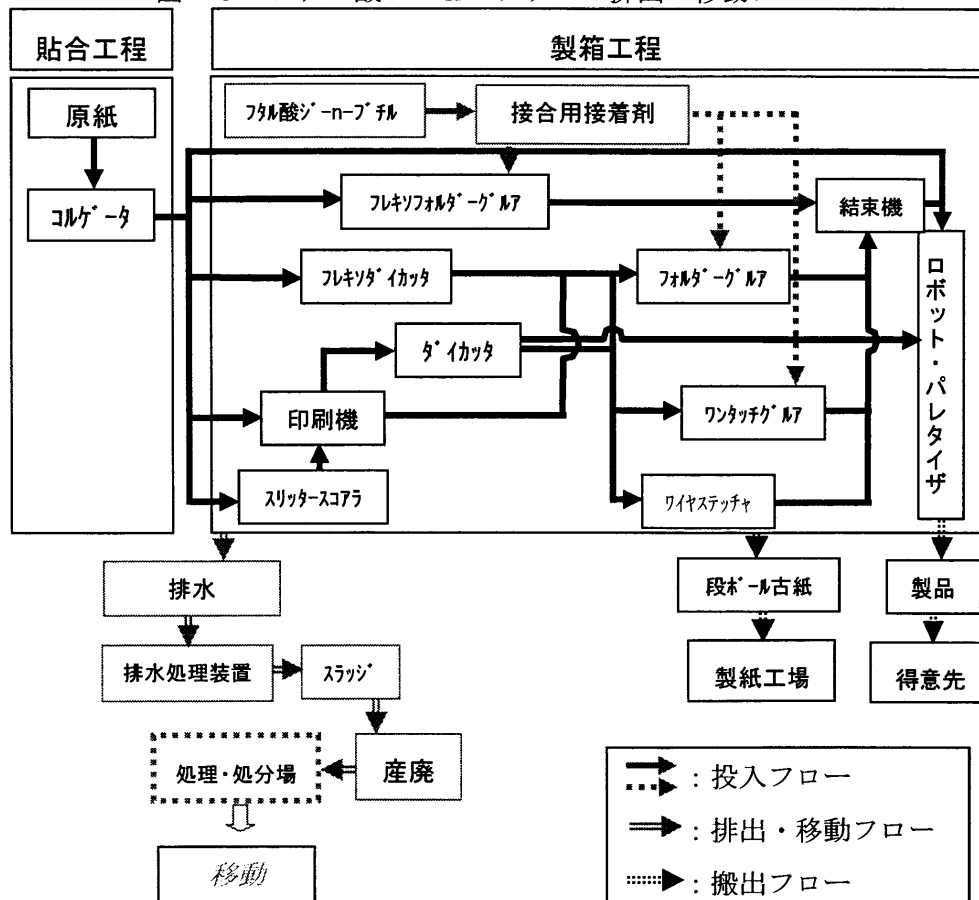 貼合工程
製箱工程
原紙
コルゲータ
フタル酸ジーn-ブチル
接合用接着剤
フレキソフォルダーグルア
結束機
フレキソダイカッタ
フォルダーグルア
ダイカッタ
ロボット・パレタイザ
印刷機
ワンタッチグルア
スリッタースコアラ
ワイヤステッチャ
排水
段ボール古紙
製品
排水処理装置
スラッジ
製紙工場
得意先
処理・処分場
産廃
移動
：投入フロー
：排出・移動フロー
：搬出フロー